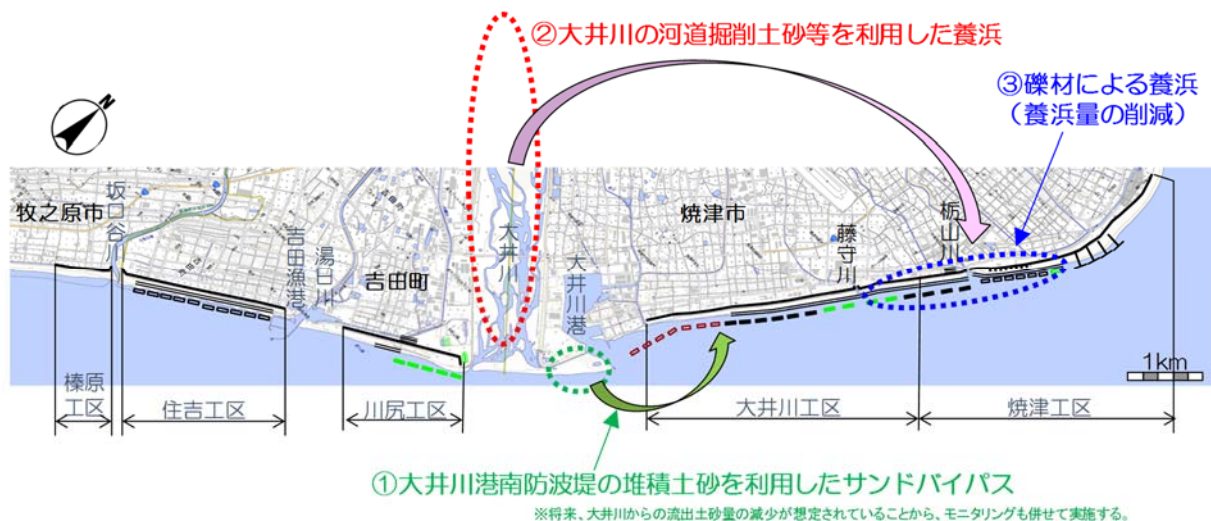 ②大井川の河道掘削土砂等を利用した養浜
③礫材による養浜
（養浜量の削減）
N
牧之原市
坂口谷
吉田漁港
湯日川
吉田町
大井川
大井川港
焼津市
藤守川
栃山川
1km
榛原
工区
住吉工区
川尻工区
大井川工区
焼津工区
①大井川港南防波堤の堆積土砂を利用したサンドバイパス
※将来、大井川からの流出土砂量の減少が想定されていることから、モニタリングも併せて実施する。